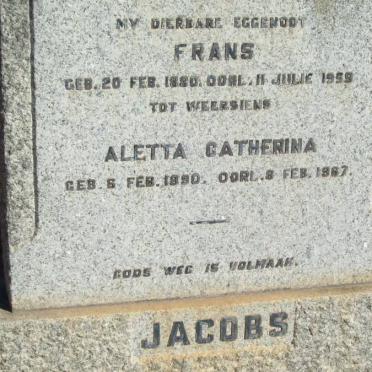 MY DIERBARE EGGENOOT
FRANS
GEB. 20 FEB. 1880. OORL. 11 JULIE 1959
TOT WEERSIENS
ALETTA CATHERINA
GEB. 5 FEB. 1890. OORL. 8 FEB. 1967.
GODS WEG IS VOLMAAK.
JACOBS